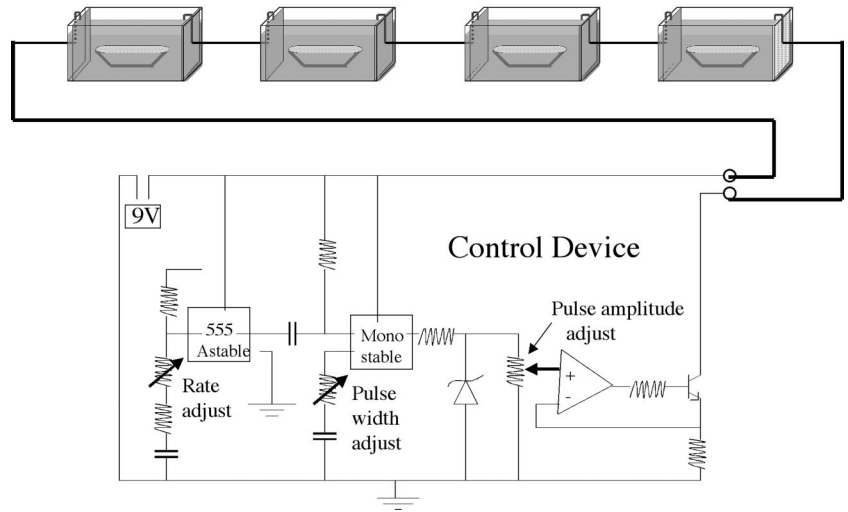 9V
Control Device
Pulse amplitude
adjust
555
Astable
Mono
stable
+
-
Rate
adjust
Pulse
width
adjust